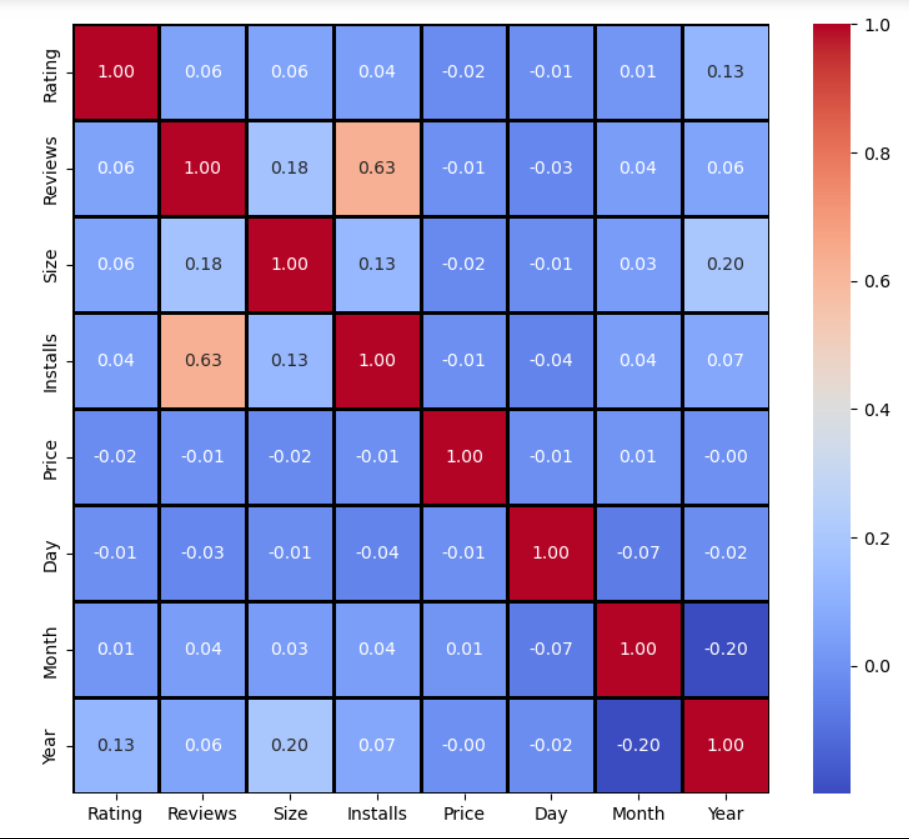 Rating 1.00 0.06 0.06 0.04 -0.02 -0.01 0.01 0.13
Reviews 0.06 1.00 0.18 0.63 -0.01 -0.03 0.04 0.06
Size 0.06 0.18 1.00 0.13 -0.02 -0.01 0.03 0.20
Installs 0.04 0.63 0.13 1.00 -0.01 -0.04 0.04 0.07
Price -0.02 -0.01 -0.02 -0.01 1.00 -0.01 0.01 -0.00
Day -0.01 -0.03 -0.01 -0.04 -0.01 1.00 -0.07 -0.02
Month 0.01 0.04 0.03 0.04 0.01 -0.07 1.00 -0.20
Year 0.13 0.06 0.20 0.07 -0.00 -0.02 -0.20 1.00
Rating Reviews Size Installs Price Day Month Year
1.0
0.8
0.6
0.4
0.2
0.0